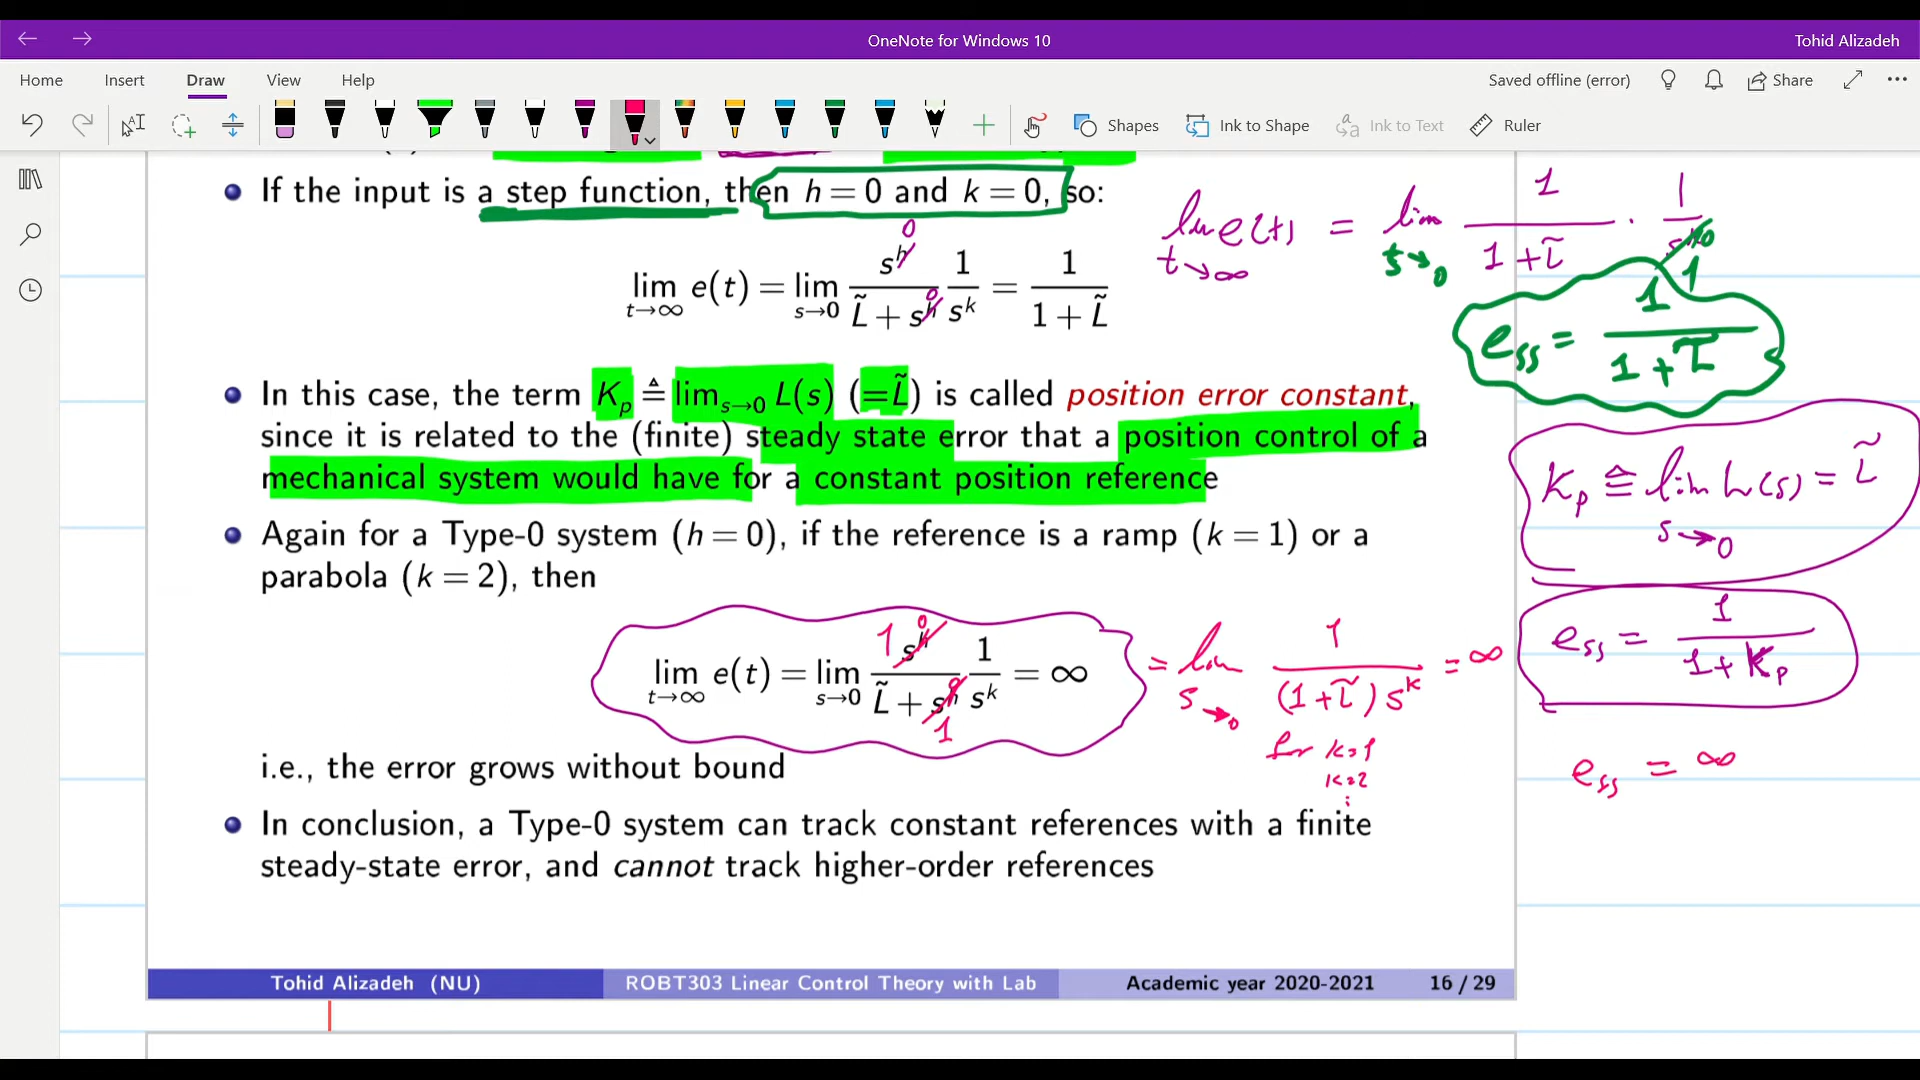 OneNote for Windows 10
Tohid Alizadeh
Home Insert Draw View Help
Saved offline (error) Share
Shapes Ink to Shape Ink to Text Ruler
If the input is a step function, then h = 0 and k = 0, so:
lim t→∞ e(t) = lim s→0 s^h / (L̃ + s^h) 1/s^k = 1 / (1 + L̃)
0
0
lim t→∞ e(t) = lim s→0 1 / (1 + L̃) · 1 /
1
e_ss = 1 / (1 + L̃)
In this case, the term K_p ≜ lim_{s→0} L(s) (=L̃) is called position error constant,
since it is related to the (finite) steady state error that a position control of a
mechanical system would have for a constant position reference
K_p ≜ lim s→0 L(s) = L̃
e_ss = 1 / (1 + K_p)
Again for a Type-0 system (h = 0), if the reference is a ramp (k = 1) or a
parabola (k = 2), then
lim t→∞ e(t) = lim s→0 s^h / (L̃ + s^h) 1/s^k = ∞
1 0
0
1
= lim s→0 1 / ((1 + L̃) s^k) = ∞
for k=1
k=2
⋮
e_ss = ∞
i.e., the error grows without bound
In conclusion, a Type-0 system can track constant references with a finite
steady-state error, and cannot track higher-order references
Tohid Alizadeh (NU) ROBT303 Linear Control Theory with Lab Academic year 2020-2021 16 / 29